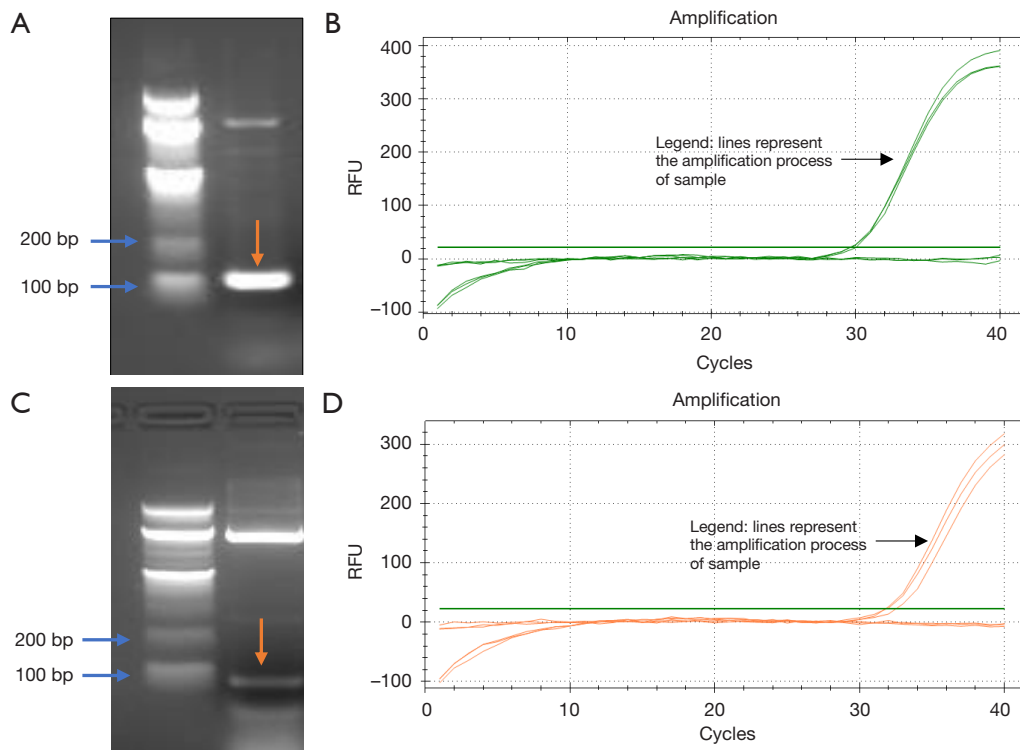 A
200 bp
100 bp
B
Amplification
400
300
200
100
0
−100
RFU
Legend: lines represent
the amplification process
of sample
0
10
20
30
40
Cycles
C
200 bp
100 bp
D
Amplification
300
200
100
0
−100
RFU
Legend: lines represent
the amplification process
of sample
0
10
20
30
40
Cycles